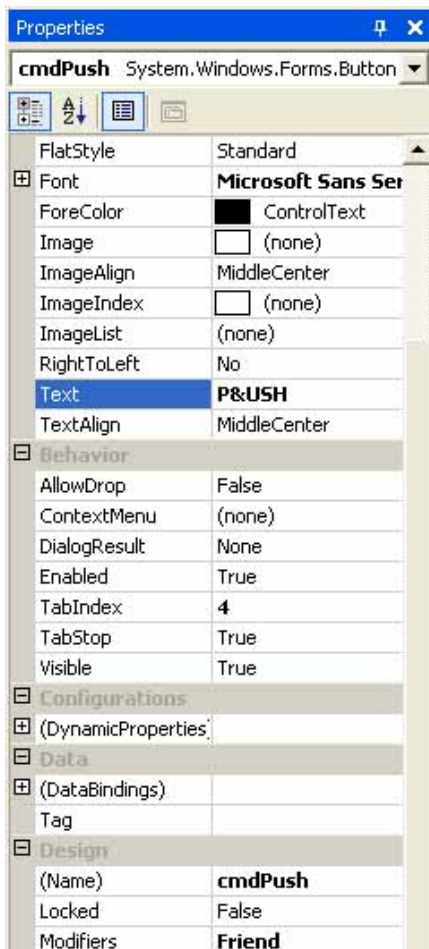 Properties
cmdPush System.Windows.Forms.Button
FlatStyle Standard
Font Microsoft Sans Ser
ForeColor ControlText
Image (none)
ImageAlign MiddleCenter
ImageIndex (none)
ImageList (none)
RightToLeft No
Text P&USH
TextAlign MiddleCenter
Behavior
AllowDrop False
ContextMenu (none)
DialogResult None
Enabled True
TabIndex 4
TabStop True
Visible True
Configurations
(DynamicProperties)
Data
(DataBindings)
Tag
Design
(Name) cmdPush
Locked False
Modifiers Friend